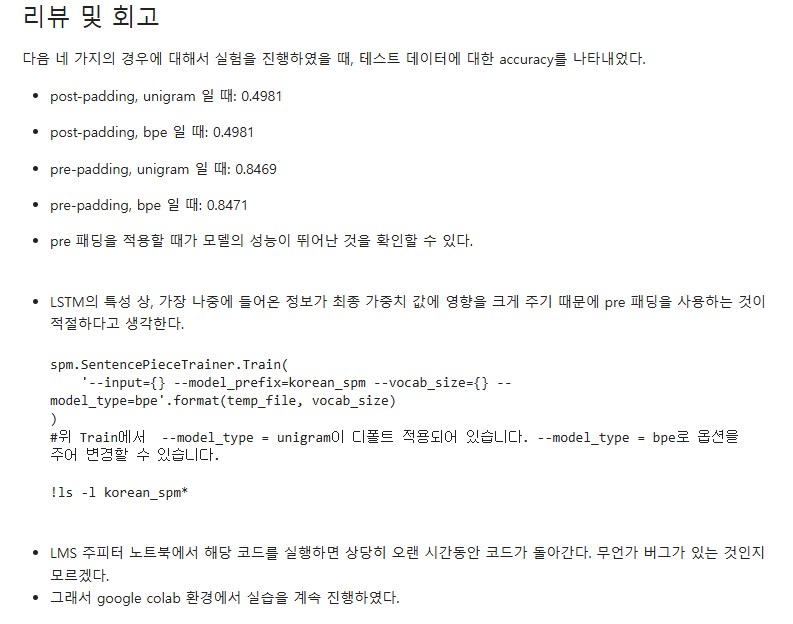 리뷰 및 회고
다음 네 가지의 경우에 대해서 실험을 진행하였을 때, 테스트 데이터에 대한 accuracy를 나타내었다.
• post-padding, unigram 일 때: 0.4981
• post-padding, bpe 일 때: 0.4981
• pre-padding, unigram 일 때: 0.8469
• pre-padding, bpe 일 때: 0.8471
• pre 패딩을 적용할 때가 모델의 성능이 뛰어난 것을 확인할 수 있다.
• LSTM의 특성 상, 가장 나중에 들어온 정보가 최종 가중치 값에 영향을 크게 주기 때문에 pre 패딩을 사용하는 것이
적절하다고 생각한다.
spm.SentencePieceTrainer.Train(
    '--input={} --model_prefix=korean_spm --vocab_size={} --
model_type=bpe'.format(temp_file, vocab_size)
)
#위 Train에서  --model_type = unigram이 디폴트 적용되어 있습니다. --model_type = bpe로 옵션을
주어 변경할 수 있습니다.
!ls -l korean_spm*
• LMS 주피터 노트북에서 해당 코드를 실행하면 상당히 오랜 시간동안 코드가 돌아간다. 무언가 버그가 있는 것인지
모르겠다.
• 그래서 google colab 환경에서 실습을 계속 진행하였다.